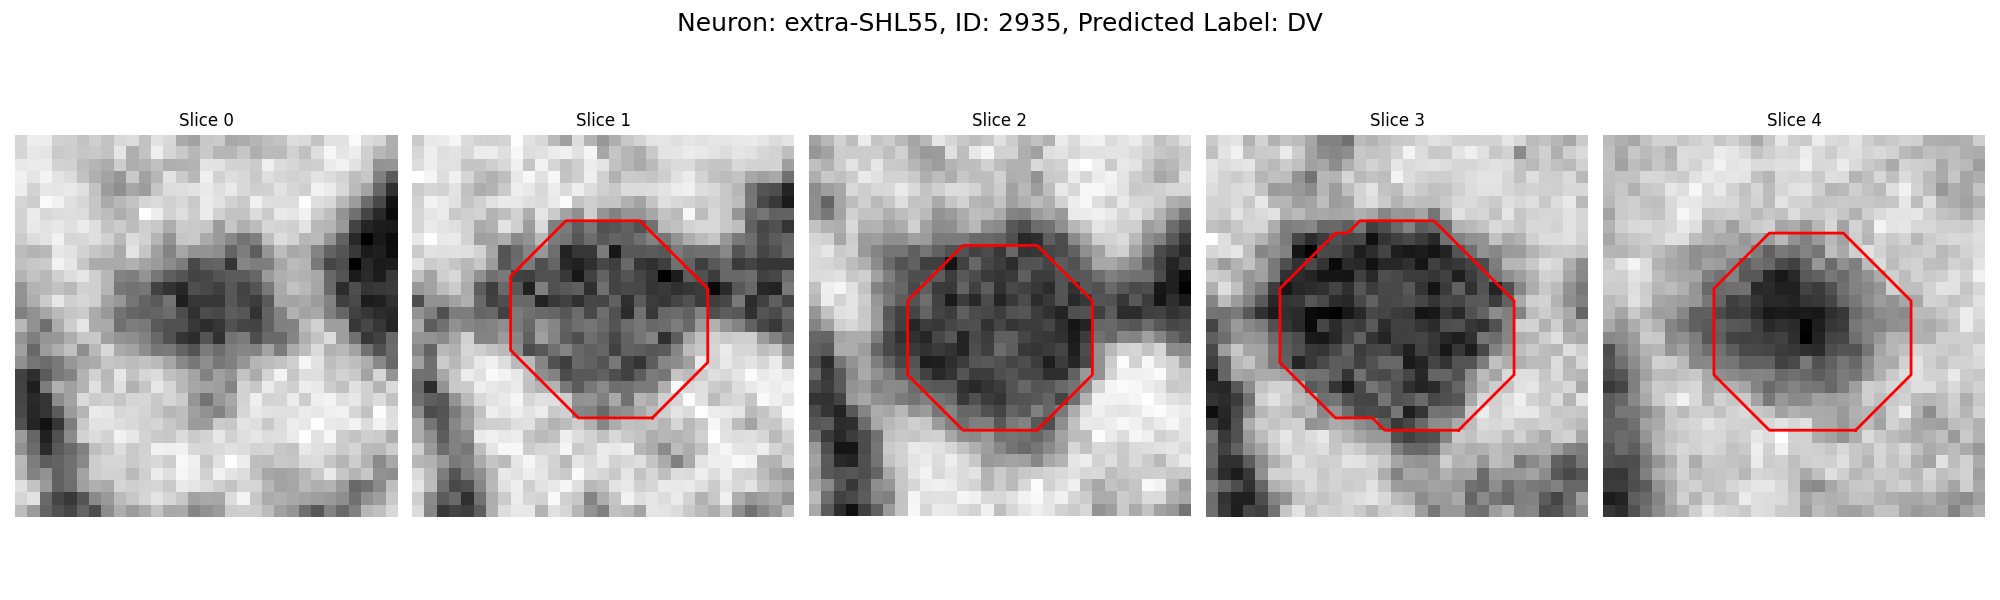 Neuron: extra-SHL55, ID: 2935, Predicted Label: DV
Slice 0
Slice 1
Slice 2
Slice 3
Slice 4